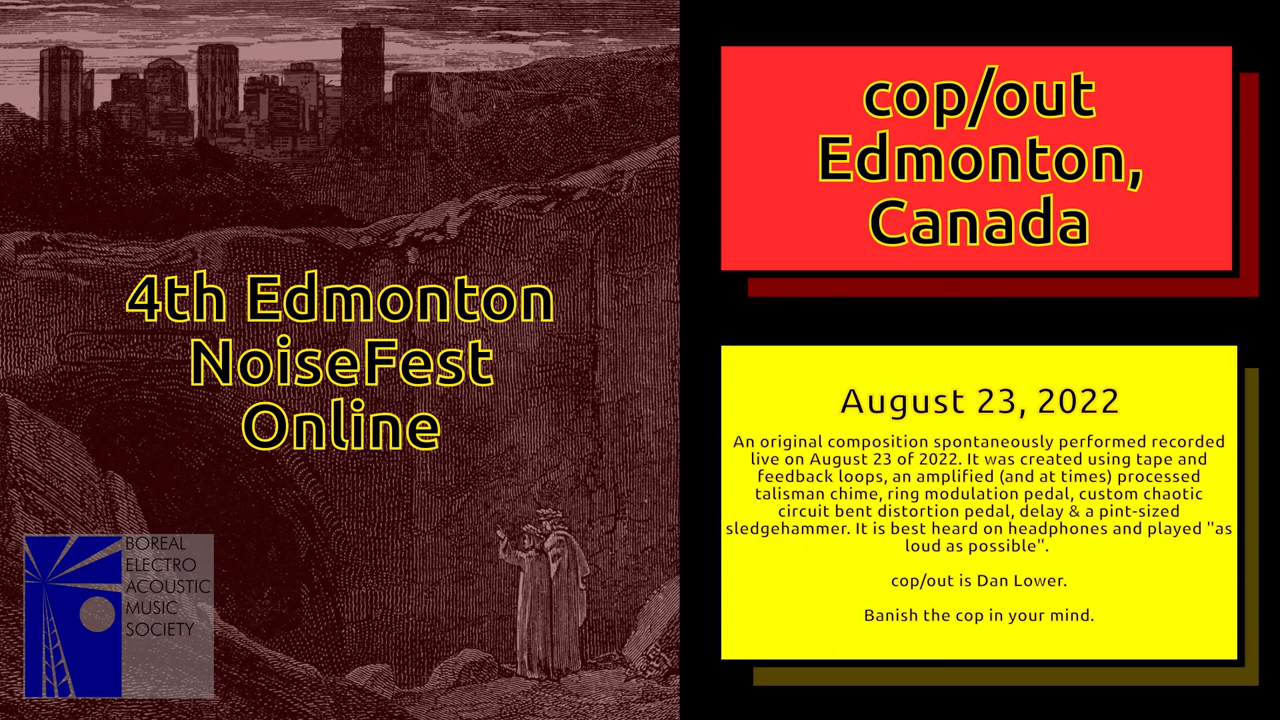 4th Edmonton
NoiseFest
Online
BOREAL
ELECTRO
ACOUSTIC
MUSIC
SOCIETY
cop/out
Edmonton,
Canada
August 23, 2022
An original composition spontaneously performed recorded
live on August 23 of 2022. It was created using tape and
feedback loops, an amplified (and at times) processed
talisman chime, ring modulation pedal, custom chaotic
circuit bent distortion pedal, delay & a pint-sized
sledgehammer. It is best heard on headphones and played "as
loud as possible".
cop/out is Dan Lower.
Banish the cop in your mind.